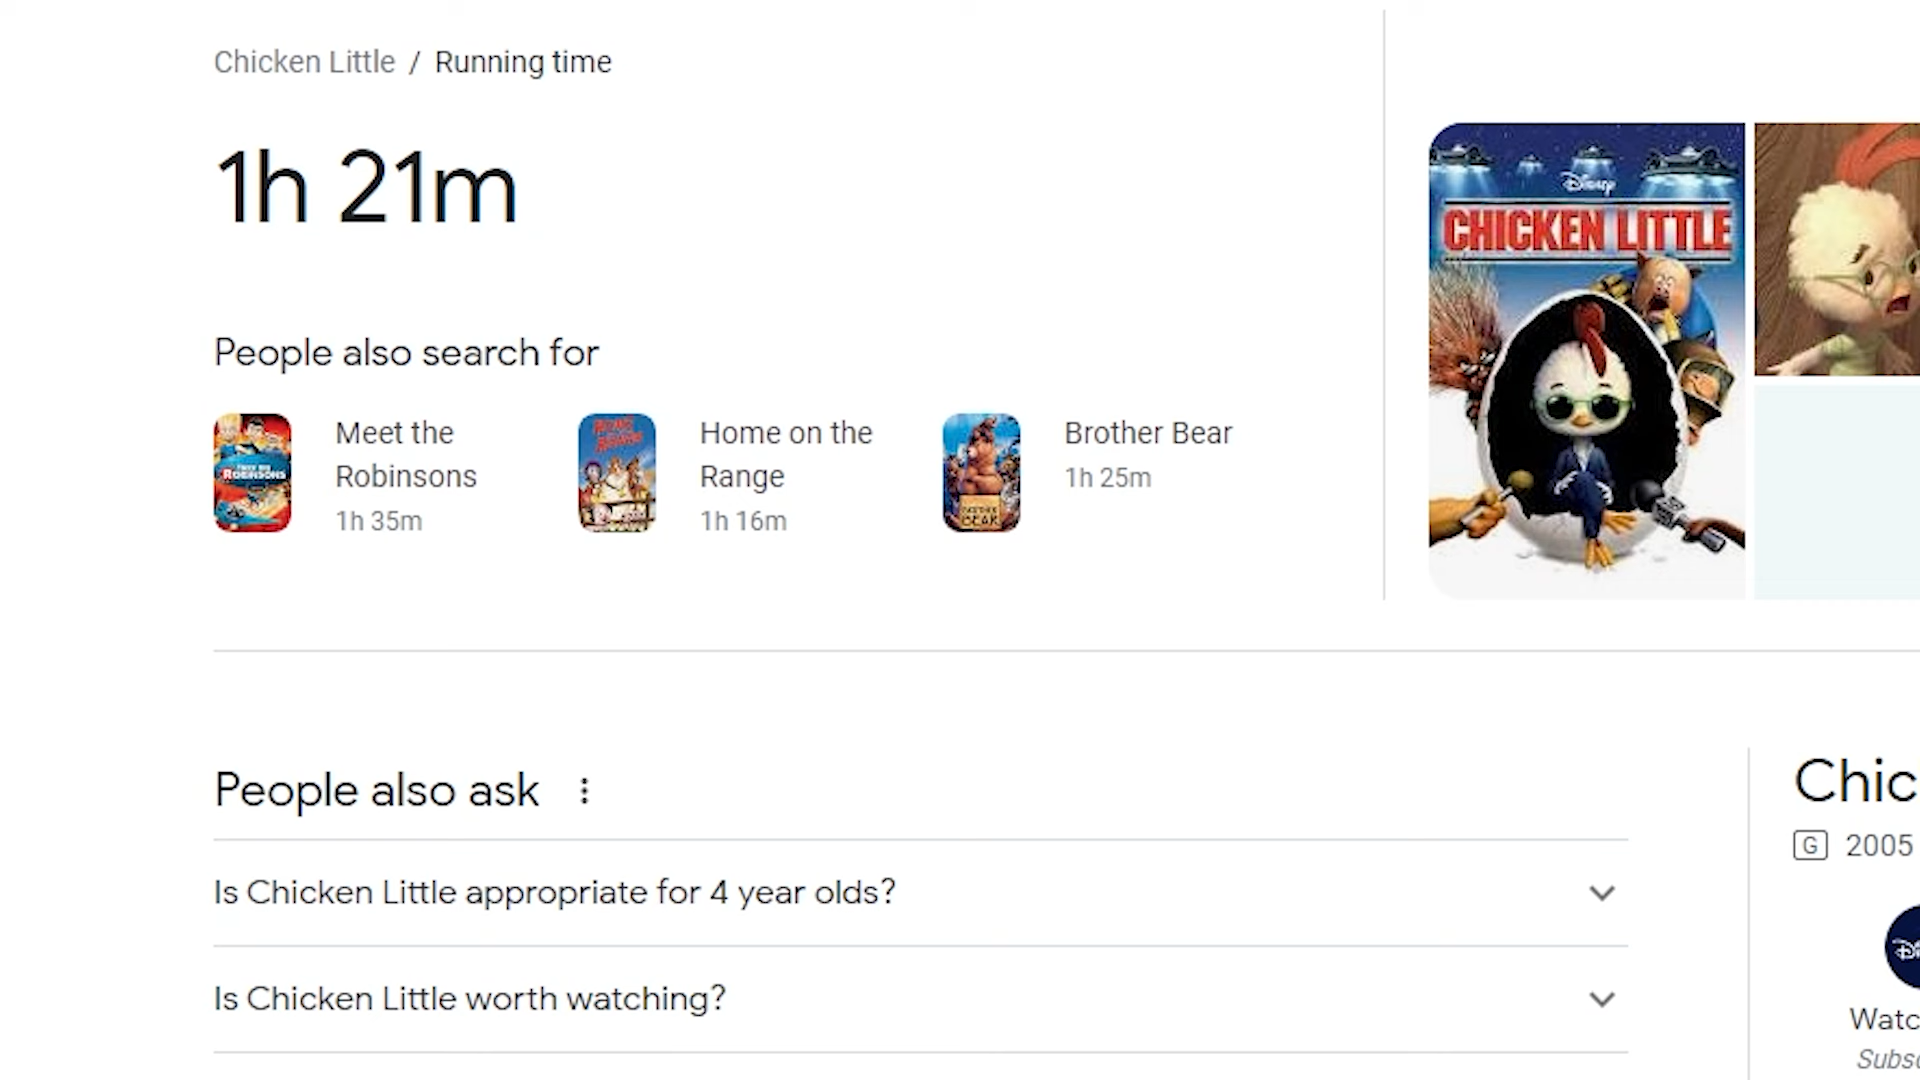 Chicken Little / Running time
1h 21m
People also search for
Meet the
Robinsons
1h 35m
Home on the
Range
1h 16m
Brother Bear
1h 25m
Disney
CHICKEN LITTLE
People also ask
Is Chicken Little appropriate for 4 year olds?
Is Chicken Little worth watching?
Chic
G 2005
Watc
Subsc